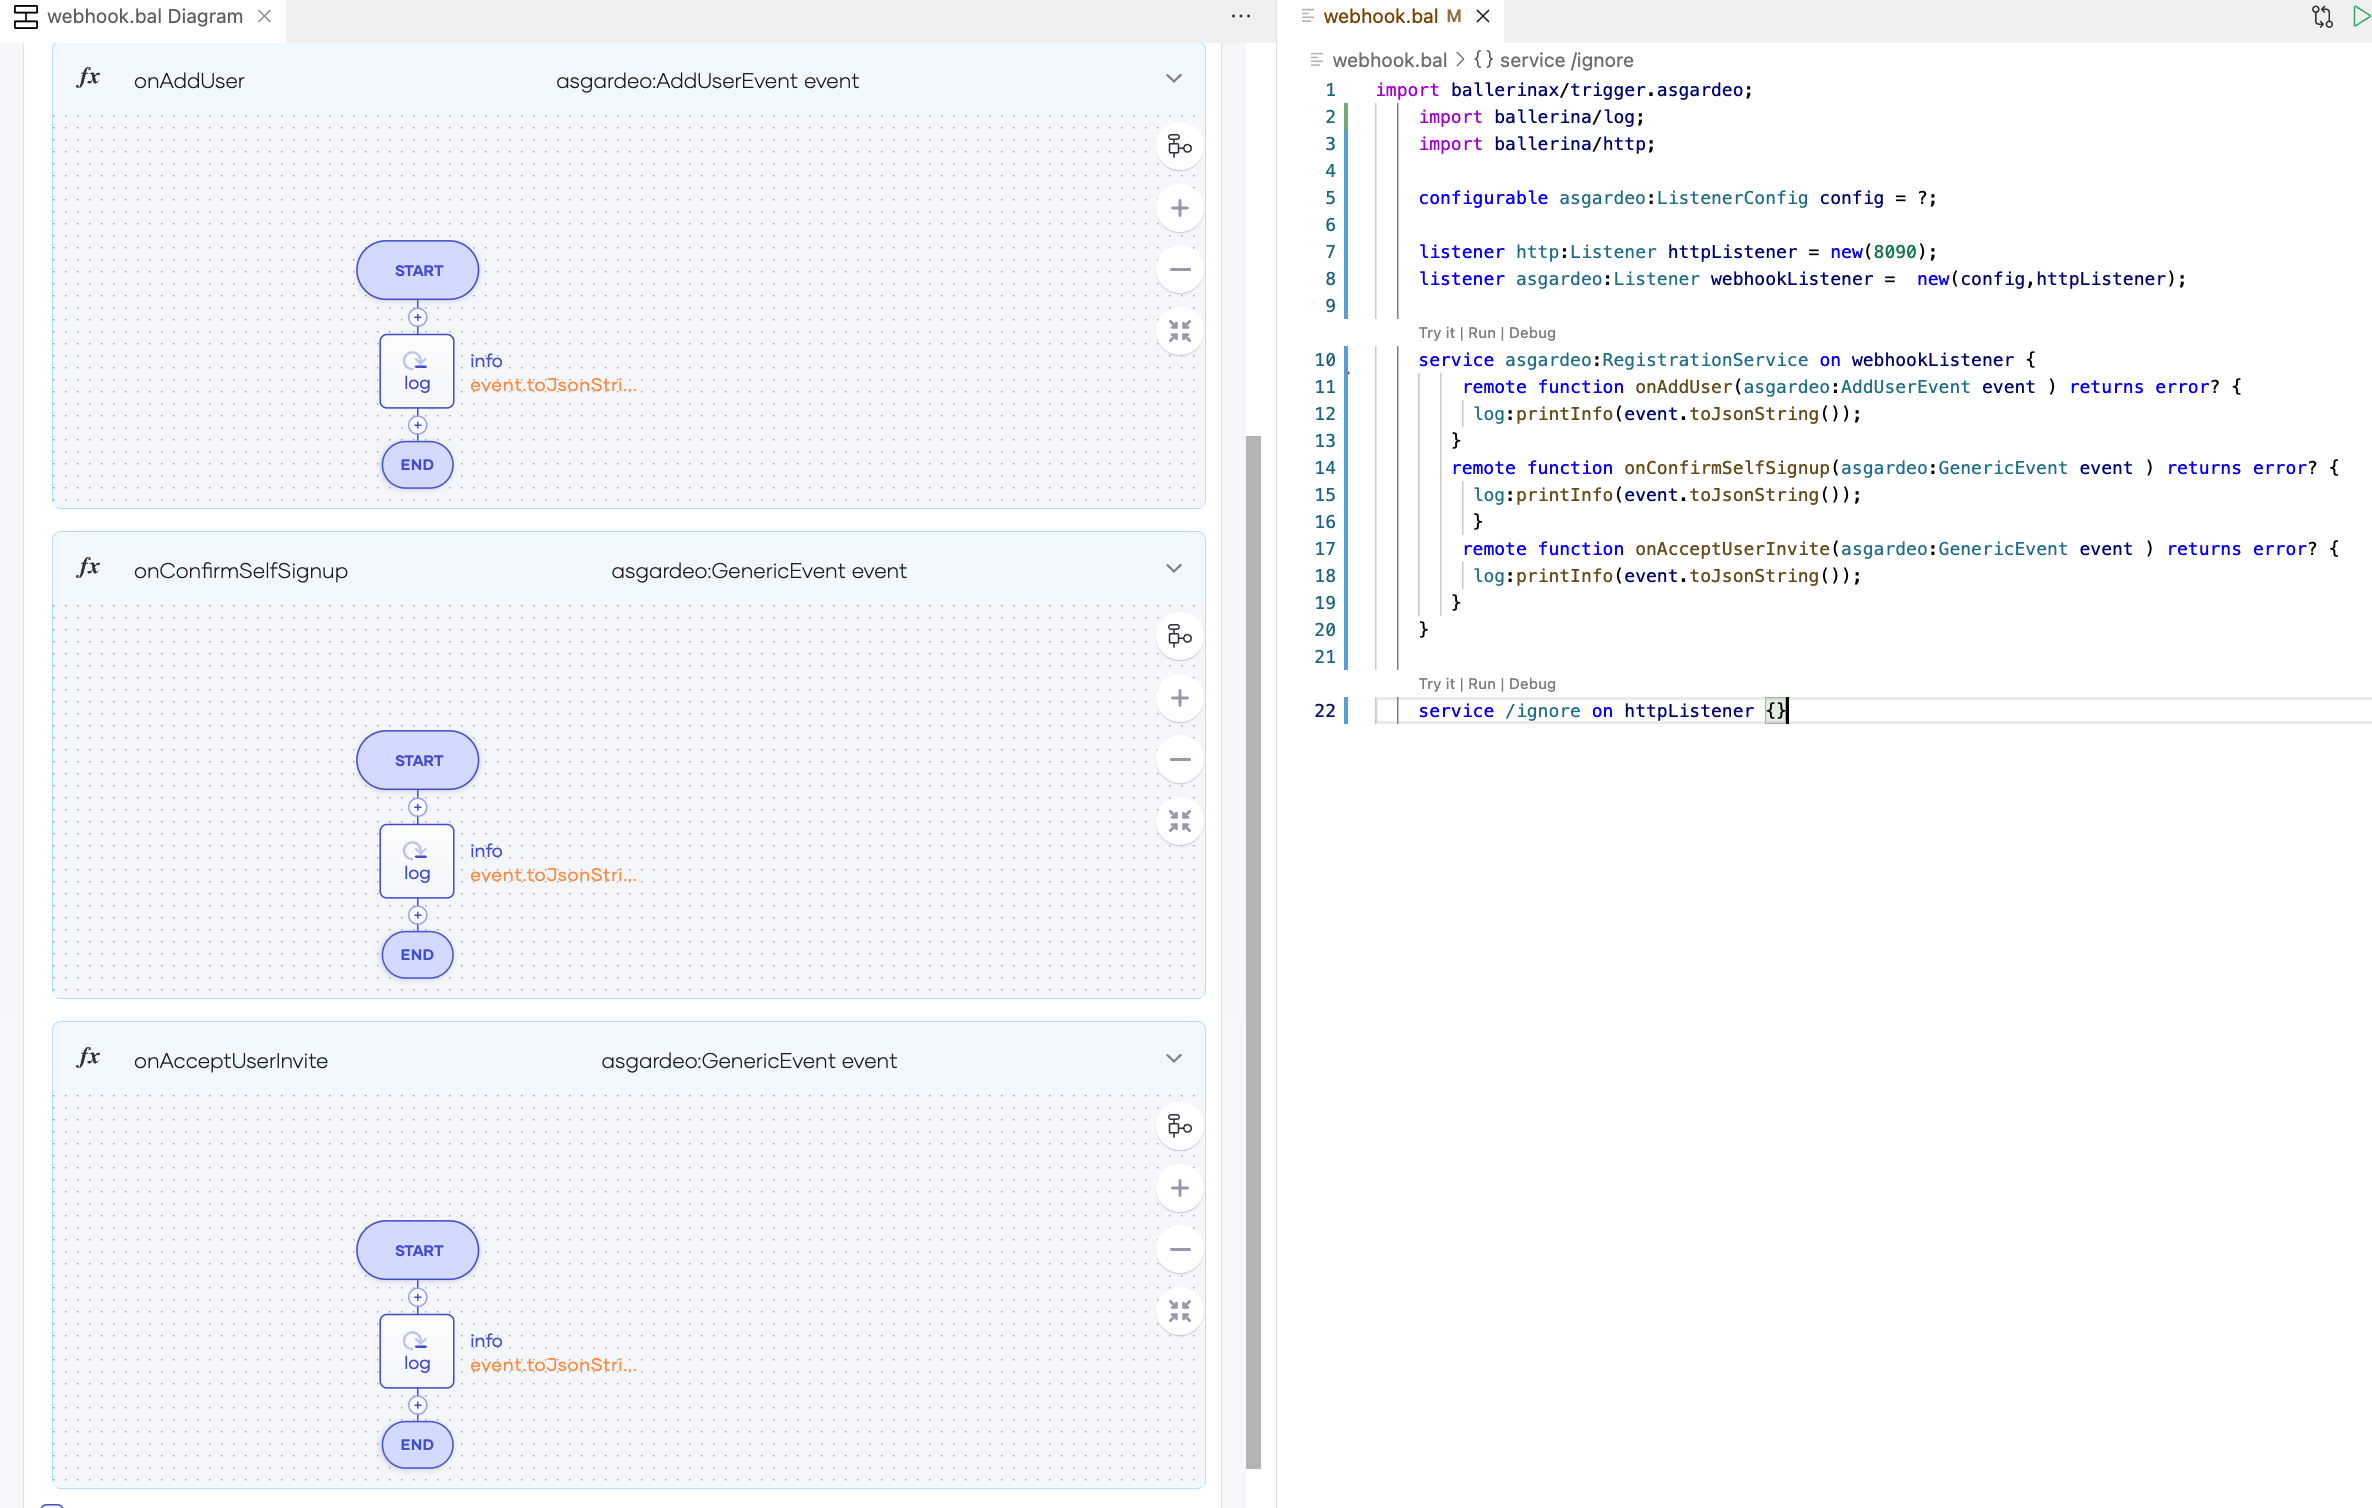 webhook.bal Diagram
fx onAddUser asgardeo:AddUserEvent event
START
log
info
event.toJsonStri...
END
fx onConfirmSelfSignup asgardeo:GenericEvent event
START
log
info
event.toJsonStri...
END
fx onAcceptUserInvite asgardeo:GenericEvent event
START
log
info
event.toJsonStri...
END
webhook.bal M
webhook.bal > {} service /ignore
1 import ballerinax/trigger.asgardeo;
2 import ballerina/log;
3 import ballerina/http;
4
5 configurable asgardeo:ListenerConfig config = ?;
6
7 listener http:Listener httpListener = new(8090);
8 listener asgardeo:Listener webhookListener =  new(config,httpListener);
9
Try it | Run | Debug
10 service asgardeo:RegistrationService on webhookListener {
11 remote function onAddUser(asgardeo:AddUserEvent event ) returns error? {
12 log:printInfo(event.toJsonString());
13 }
14 remote function onConfirmSelfSignup(asgardeo:GenericEvent event ) returns error? {
15 log:printInfo(event.toJsonString());
16 }
17 remote function onAcceptUserInvite(asgardeo:GenericEvent event ) returns error? {
18 log:printInfo(event.toJsonString());
19 }
20 }
21
Try it | Run | Debug
22 service /ignore on httpListener {}